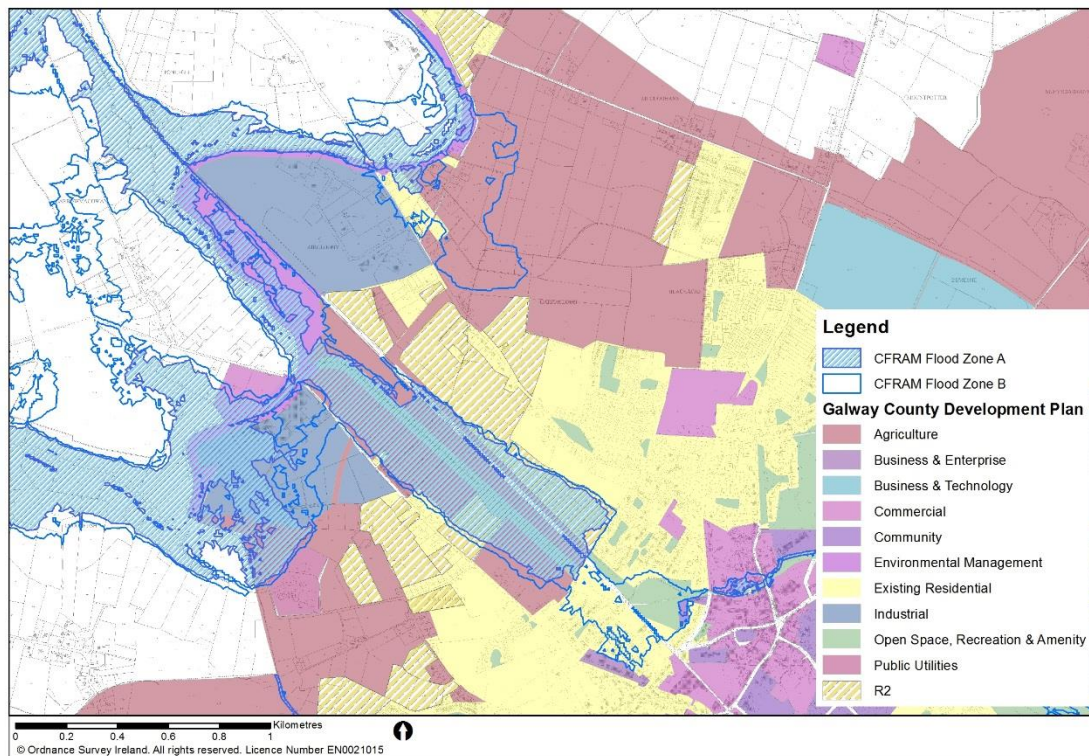 Legend
CFRAM Flood Zone A
CFRAM Flood Zone B
Galway County Development Plan
Agriculture
Business & Enterprise
Business & Technology
Commercial
Community
Environmental Management
Existing Residential
Industrial
Open Space, Recreation & Amenity
Public Utilities
R2
Kilometres
0 0.2 0.4 0.6 0.8 1
© Ordnance Survey Ireland. All rights reserved. Licence Number EN0021015